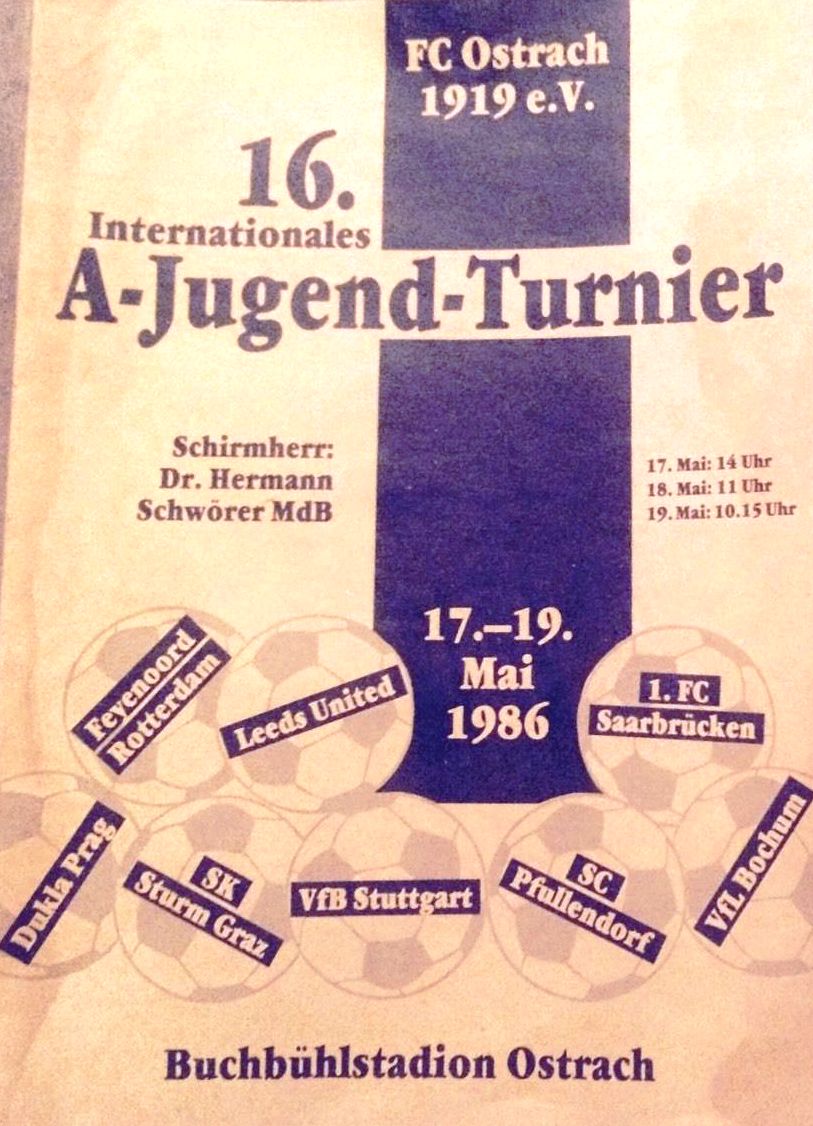 FC Ostrach
1919 e.V.
16.
Internationales
A-Jugend-Turnier
Schirmherr:
Dr. Hermann
Schwörer MdB
17. Mai: 14 Uhr
18. Mai: 11 Uhr
19. Mai: 10.15 Uhr
17.–19.
Mai
1986
Feyenoord
Rotterdam
Leeds United
1. FC
Saarbrücken
Dukla Prag
SK
Sturm Graz
VfB Stuttgart
SC
Pfullendorf
VfL Bochum
Buchbühlstadion Ostrach